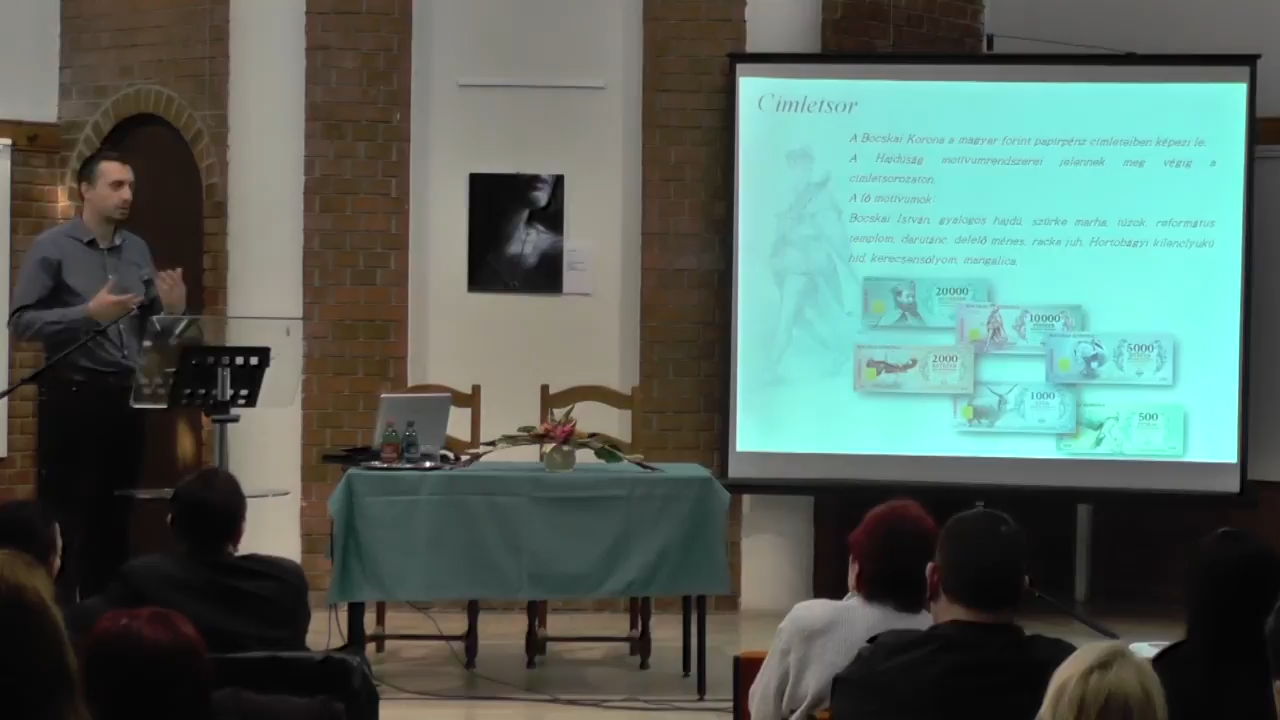 Címletsor
A Bocskai Korona a magyar forint papírpénz címleteiben képezi le.
A Hajdúság motívumrendszerei jelennek meg végig a
címletsorozaton.
A fő motívumok:
Bocskai István, gyalogos hajdú, szürke marha, túzok, református
templom, darutánc, delelő ménes, racka juh, Hortobágyi kilenclyukú
híd, kerecsensólyom, mangalica.
20000
10000
5000
2000
1000
500